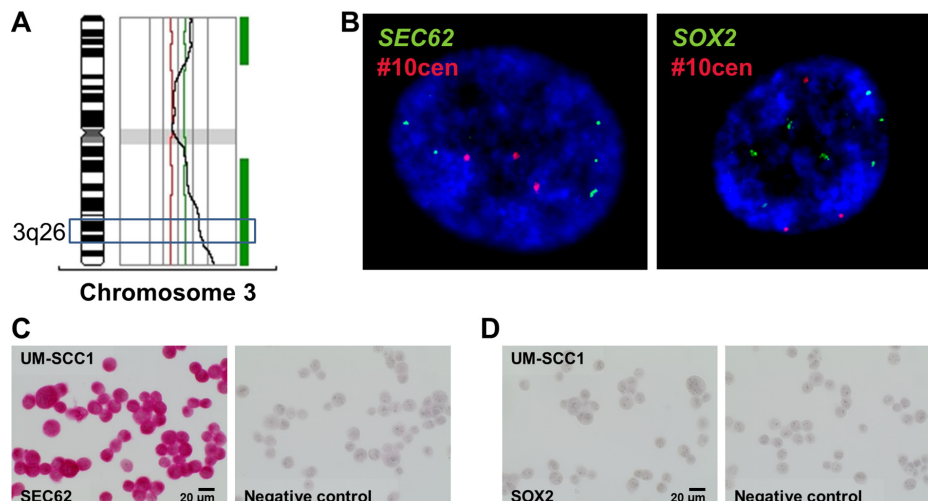 A
3q26
Chromosome 3
B
SEC62
#10cen
SOX2
#10cen
C
UM-SCC1
SEC62
20 µm
Negative control
D
UM-SCC1
SOX2
20 µm
Negative control